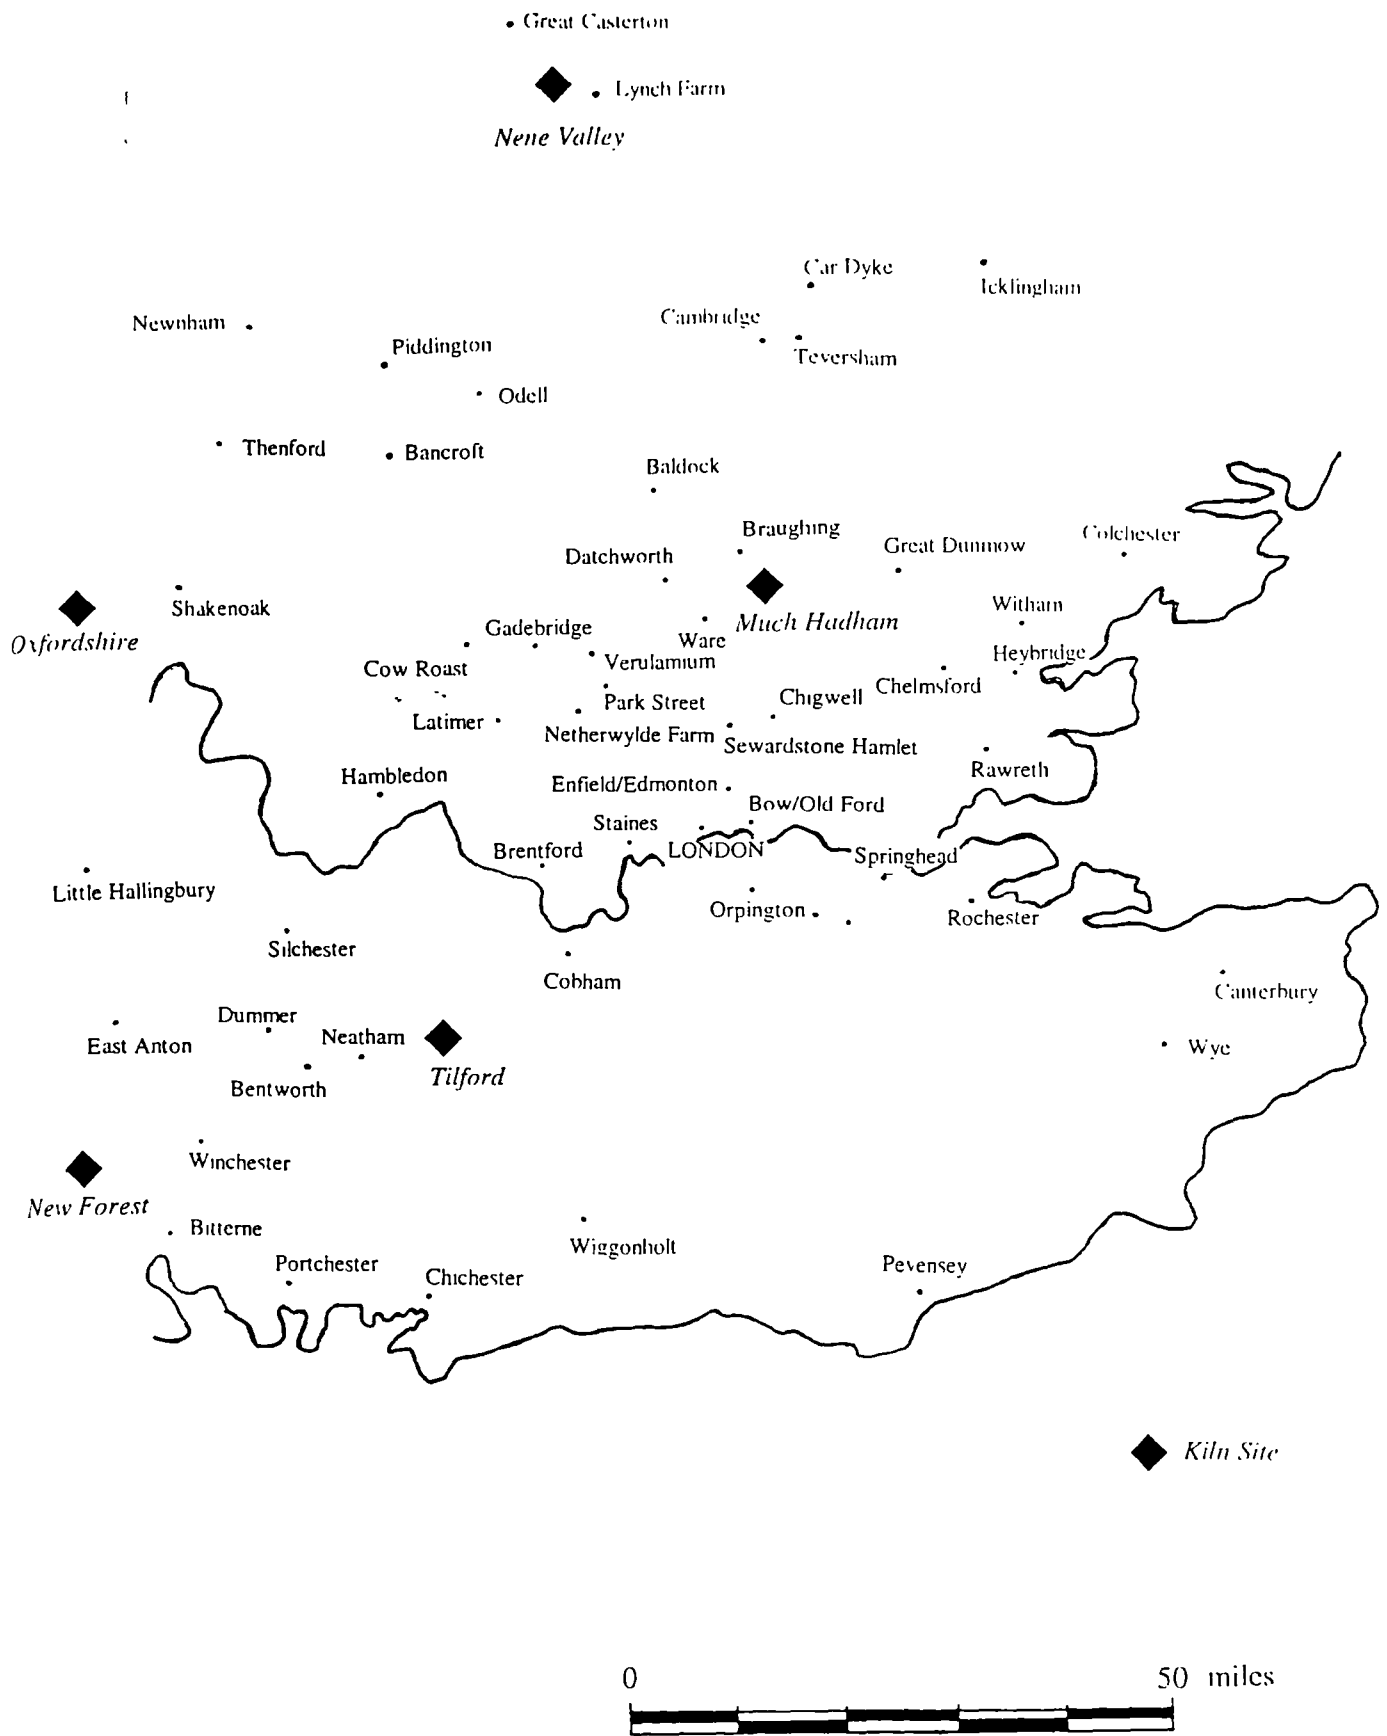 Great Casterton
Lynch Farm
Nene Valley
Car Dyke
Icklingham
Newnham
Cambridge
Piddington
Teversham
Odell
Thenford
Bancroft
Baldock
Braughing
Colchester
Great Dunmow
Datchworth
Shakenoak
Witham
Oxfordshire
Much Hadham
Gadebridge
Ware
Heybridge
Verulamium
Cow Roast
Chelmsford
Chigwell
Park Street
Latimer
Netherwylde Farm
Sewardstone Hamlet
Rawreth
Hambledon
Enfield/Edmonton
Bow/Old Ford
Staines
Brentford
LONDON
Springhead
Little Hallingbury
Orpington
Rochester
Silchester
Cobham
Canterbury
Dummer
Neatham
East Anton
Wye
Tilford
Bentworth
Winchester
New Forest
Bitterne
Wiggonholt
Portchester
Chichester
Pevensey
Kiln Site
0 50 miles